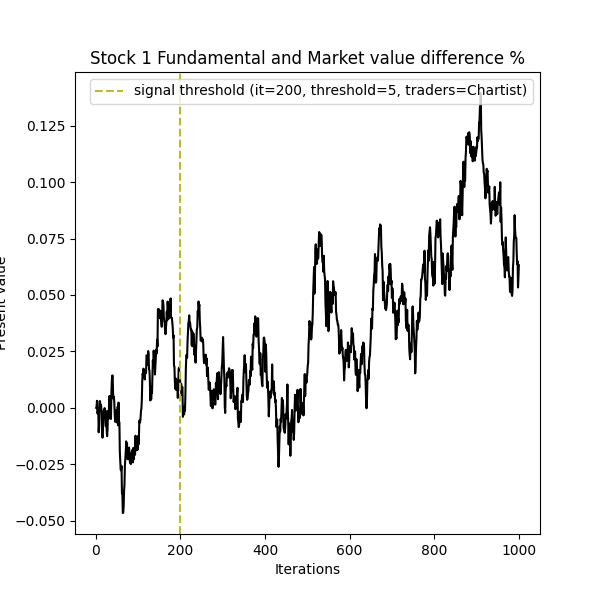 Stock 1 Fundamental and Market value difference %
signal threshold (it=200, threshold=5, traders=Chartist)
0.125
0.100
0.075
0.050
0.025
0.000
−0.025
−0.050
Present value
0 200 400 600 800 1000
Iterations